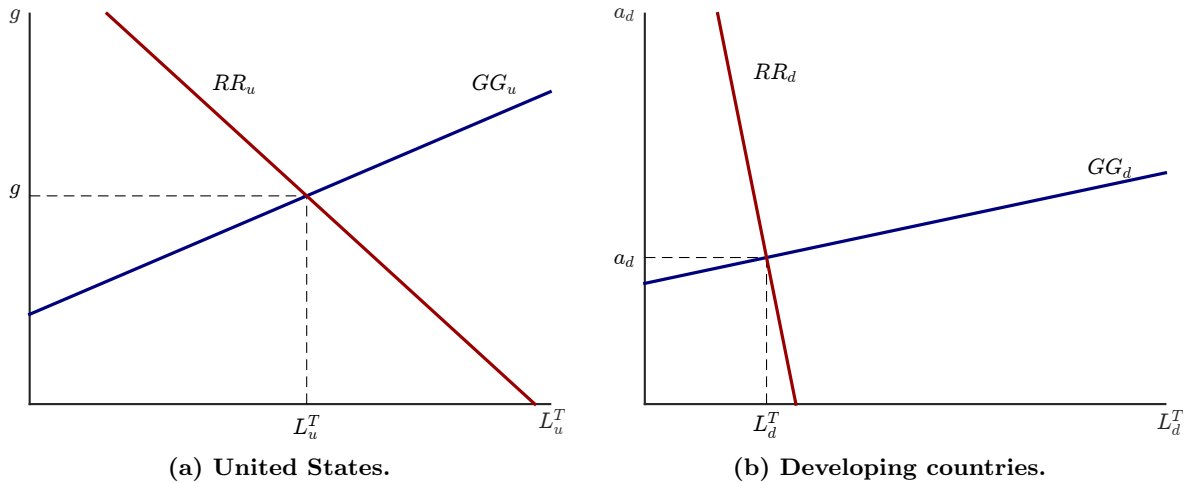 g
RR_u
GG_u
g
L_u^T
L_u^T
(a) United States.
a_d
RR_d
GG_d
a_d
L_d^T
L_d^T
(b) Developing countries.